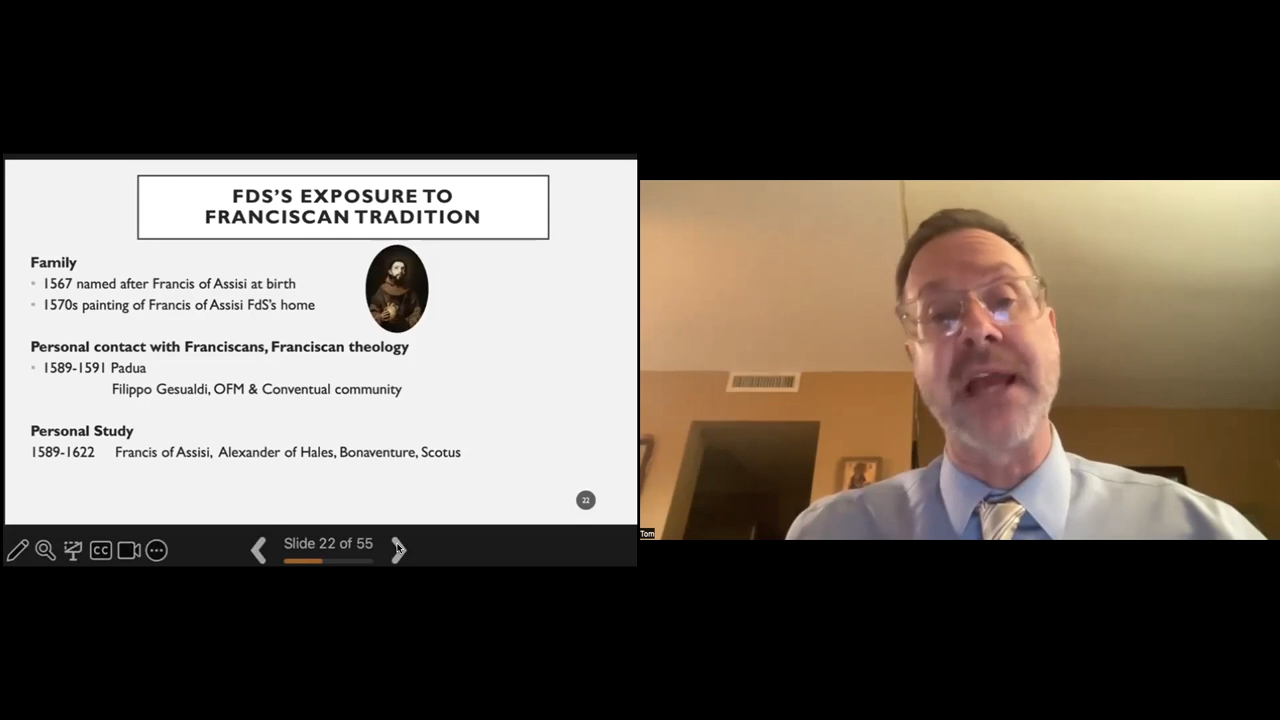 FDS'S EXPOSURE TO
FRANCISCAN TRADITION
Family
1567 named after Francis of Assisi at birth
1570s painting of Francis of Assisi FdS's home
Personal contact with Franciscans, Franciscan theology
1589-1591 Padua
Filippo Gesualdi, OFM & Conventual community
Personal Study
1589-1622 Francis of Assisi, Alexander of Hales, Bonaventure, Scotus
22
CC
Slide 22 of 55
Tom